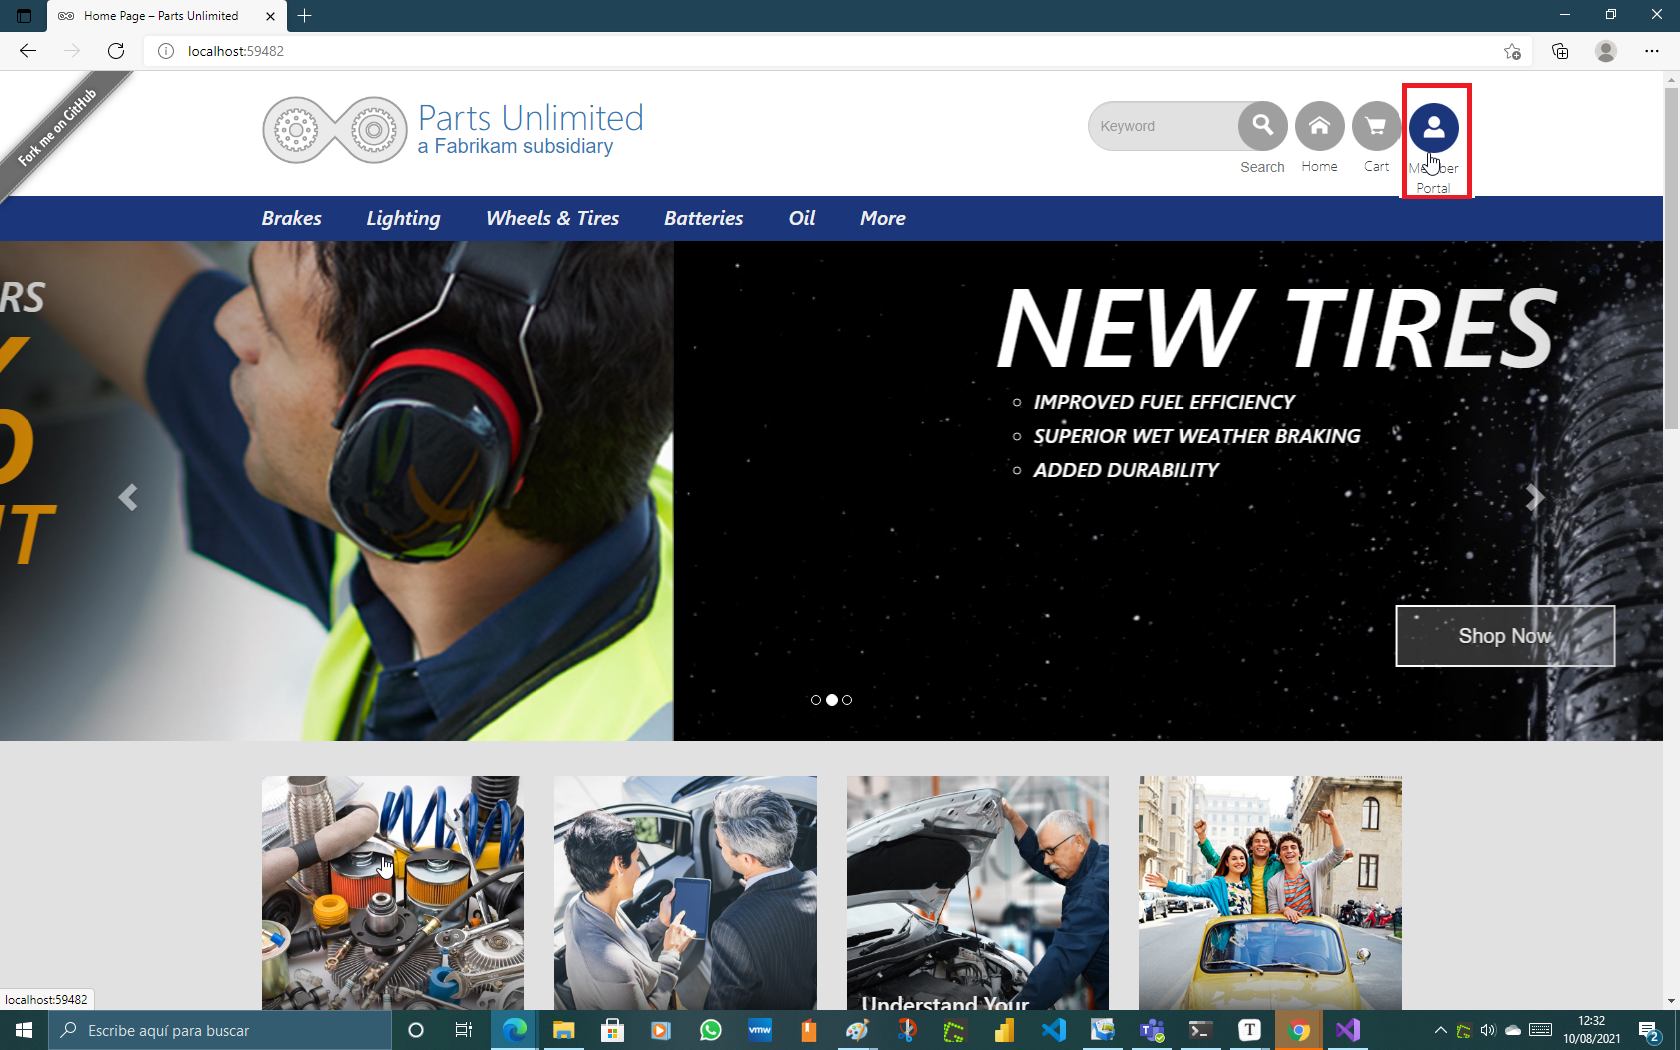 Home Page – Parts Unlimited
localhost:59482
Fork me on GitHub
Parts Unlimited
a Fabrikam subsidiary
Keyword
Search
Home
Cart
Member
Portal
Brakes
Lighting
Wheels & Tires
Batteries
Oil
More
RS
NEW TIRES
IMPROVED FUEL EFFICIENCY
SUPERIOR WET WEATHER BRAKING
ADDED DURABILITY
Shop Now
Understand Your
localhost:59482
Escribe aquí para buscar
vmw
T
12:32
10/08/2021
2